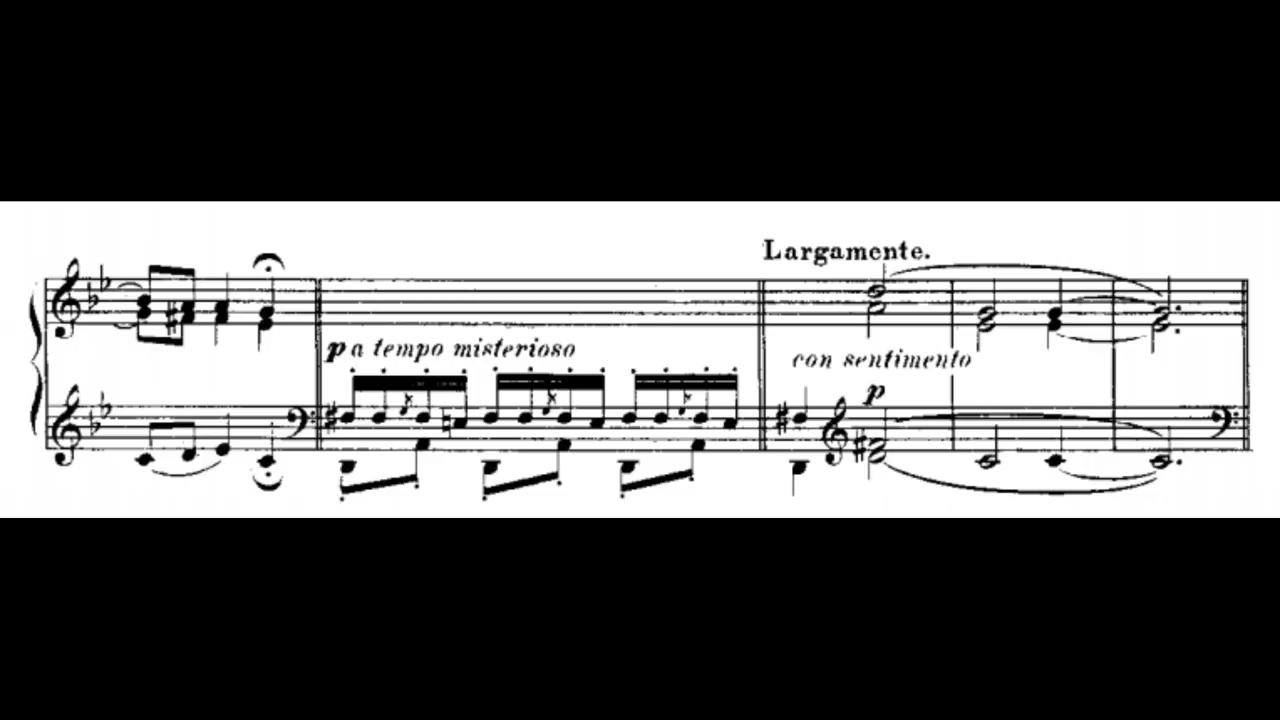 Largamente.
p a tempo misterioso
con sentimento
p